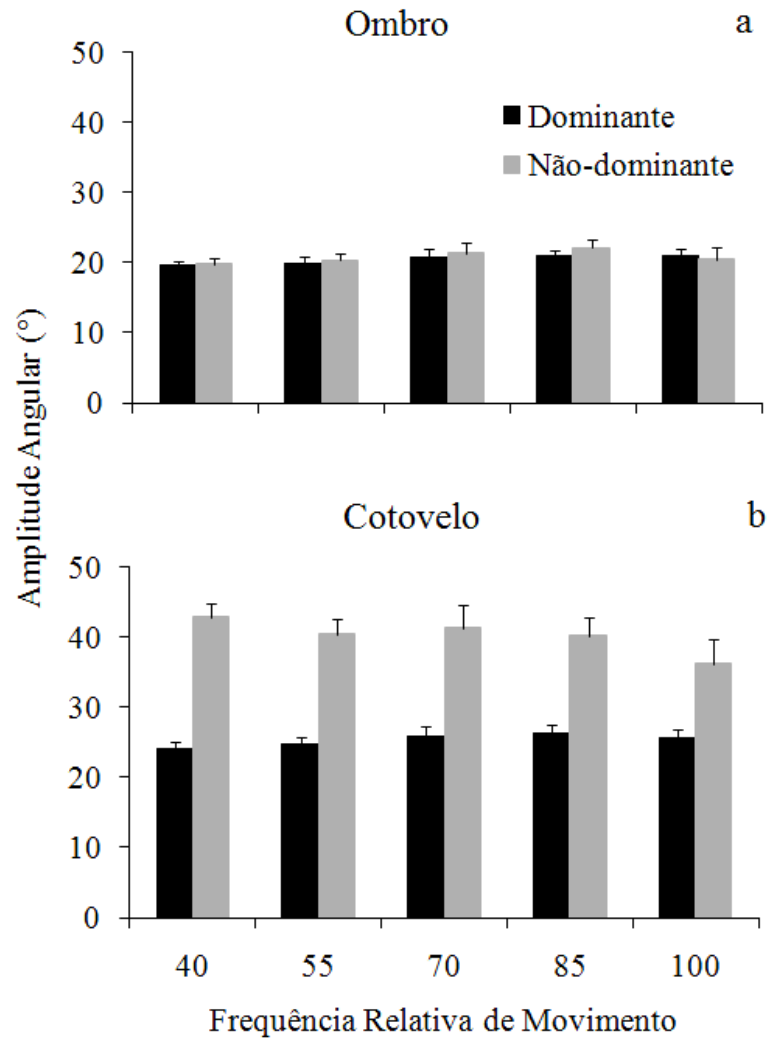 Ombro
a
50
40
30
20
10
0
Dominante
Não-dominante
Amplitude Angular (°)
Cotovelo
b
50
40
30
20
10
0
40 55 70 85 100
Frequência Relativa de Movimento